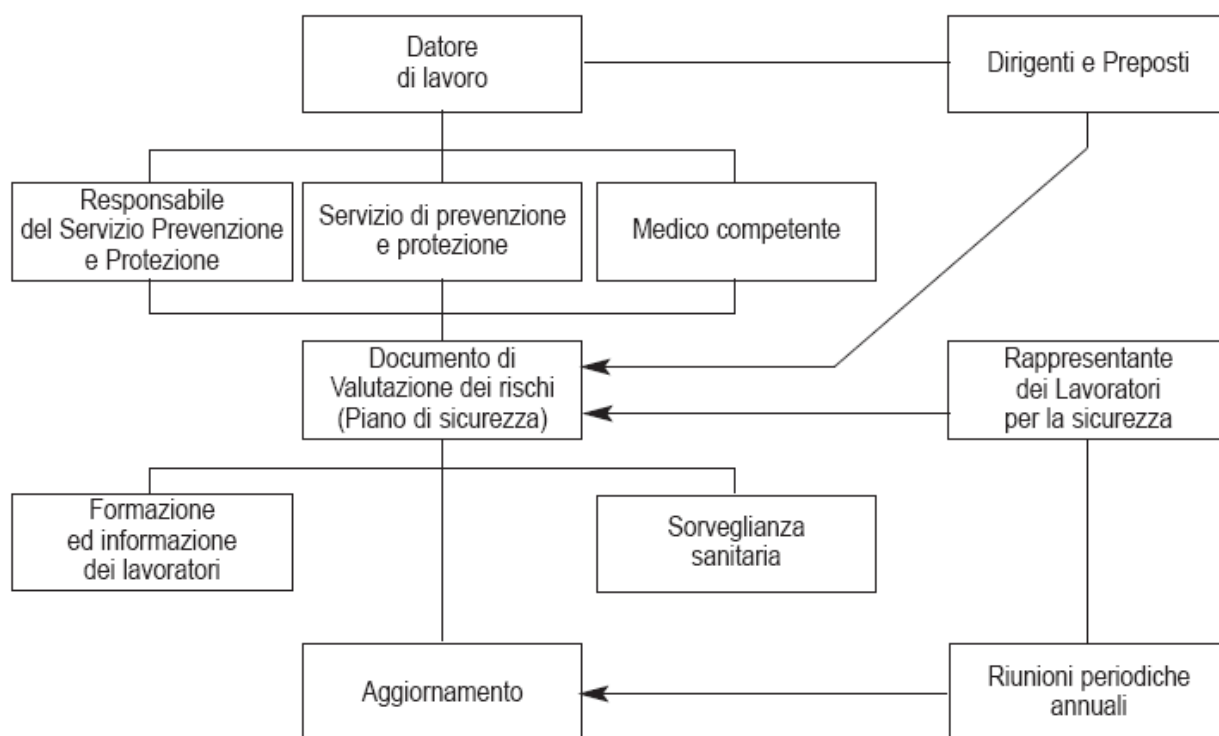 Datore
di lavoro
Dirigenti e Preposti
Responsabile
del Servizio Prevenzione
e Protezione
Servizio di prevenzione
e protezione
Medico competente
Documento di
Valutazione dei rischi
(Piano di sicurezza)
Rappresentante
dei Lavoratori
per la sicurezza
Formazione
ed informazione
dei lavoratori
Sorveglianza
sanitaria
Aggiornamento
Riunioni periodiche
annuali